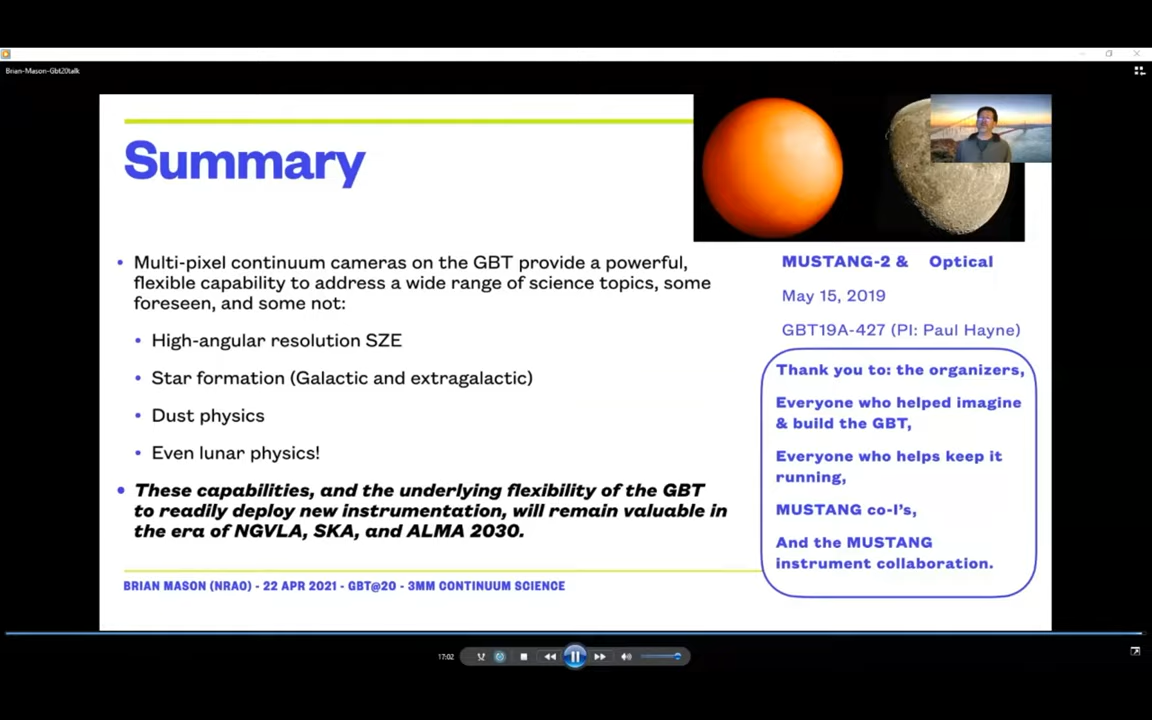 Brian-Mason-Gbt20talk
Summary
• Multi-pixel continuum cameras on the GBT provide a powerful,
flexible capability to address a wide range of science topics, some
foreseen, and some not:
• High-angular resolution SZE
• Star formation (Galactic and extragalactic)
• Dust physics
• Even lunar physics!
• These capabilities, and the underlying flexibility of the GBT
to readily deploy new instrumentation, will remain valuable in
the era of NGVLA, SKA, and ALMA 2030.
MUSTANG-2 & Optical
May 15, 2019
GBT19A-427 (PI: Paul Hayne)
Thank you to: the organizers,
Everyone who helped imagine
& build the GBT,
Everyone who helps keep it
running,
MUSTANG co-I's,
And the MUSTANG
instrument collaboration.
BRIAN MASON (NRAO) - 22 APR 2021 - GBT@20 - 3MM CONTINUUM SCIENCE
17:02